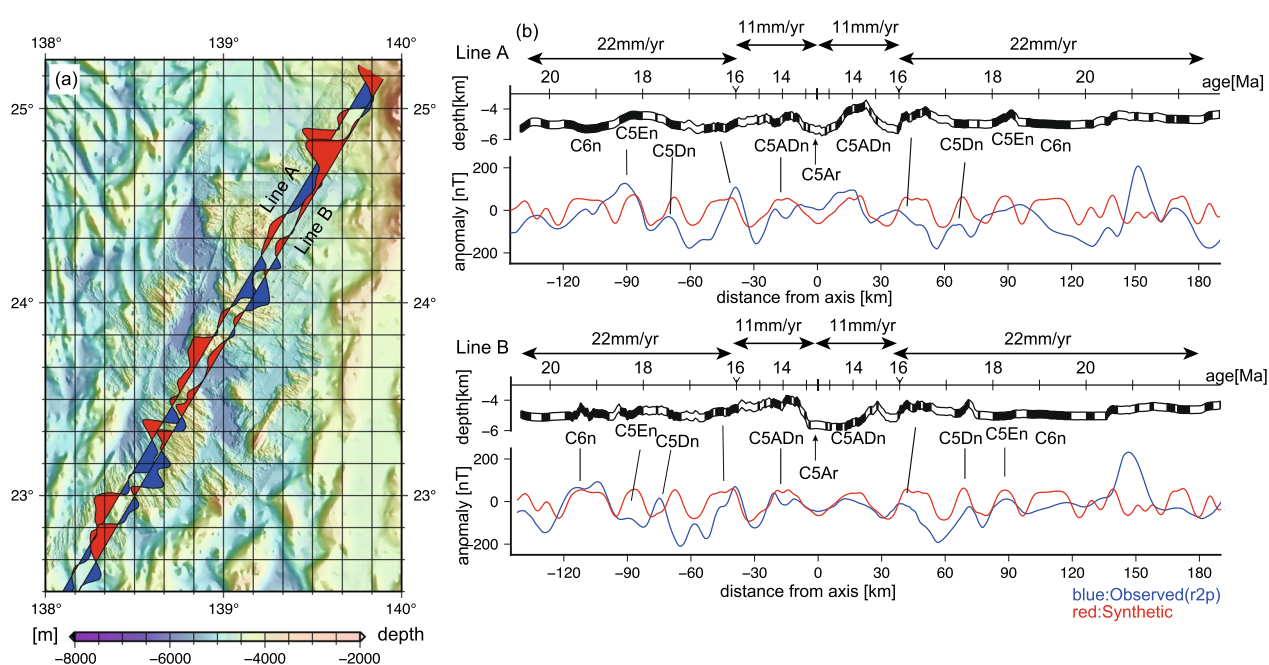 138° 139° 140°
(a)
25° 25°
Line A
Line B
24° 24°
23° 23°
138° 139° 140°
[m] depth
−8000 −6000 −4000 −2000
(b)
11mm/yr 11mm/yr
Line A 22mm/yr 22mm/yr
20 18 16 14 14 16 18 20 age[Ma]
depth[km]
−4
−6
C6n C5En C5Dn C5ADn C5Ar C5ADn C5Dn C5En C6n
anomaly [nT]
200
0
−200
−120 −90 −60 −30 0 30 60 90 120 150 180
distance from axis [km]
11mm/yr 11mm/yr
Line B 22mm/yr 22mm/yr
20 18 16 14 14 16 18 20 age[Ma]
depth[km]
−4
−6
C6n C5En C5Dn C5ADn C5Ar C5ADn C5Dn C5En C6n
anomaly [nT]
200
0
−200
−120 −90 −60 −30 0 30 60 90 120 150 180
distance from axis [km]
blue:Observed(r2p)
red:Synthetic